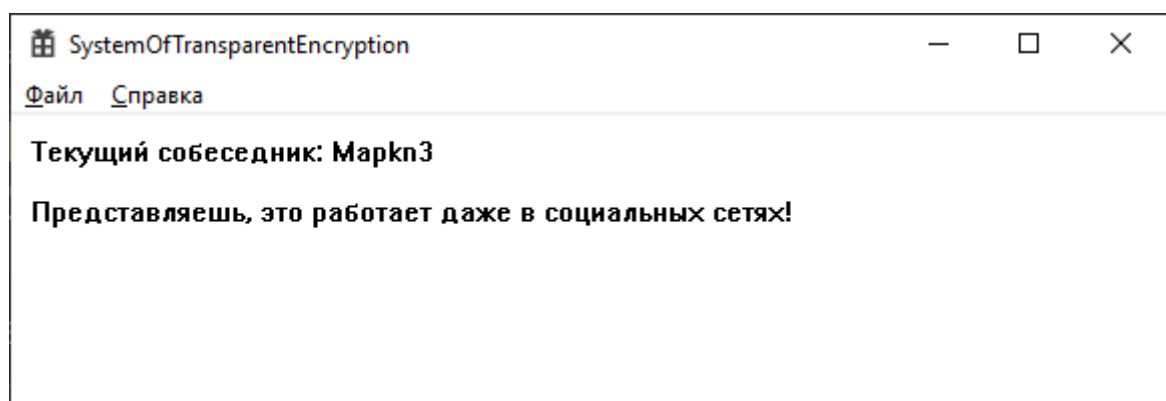 SystemOfTransparentEncryption
Файл Справка
Текущий собеседник: Mapkn3
Представляешь, это работает даже в социальных сетях!